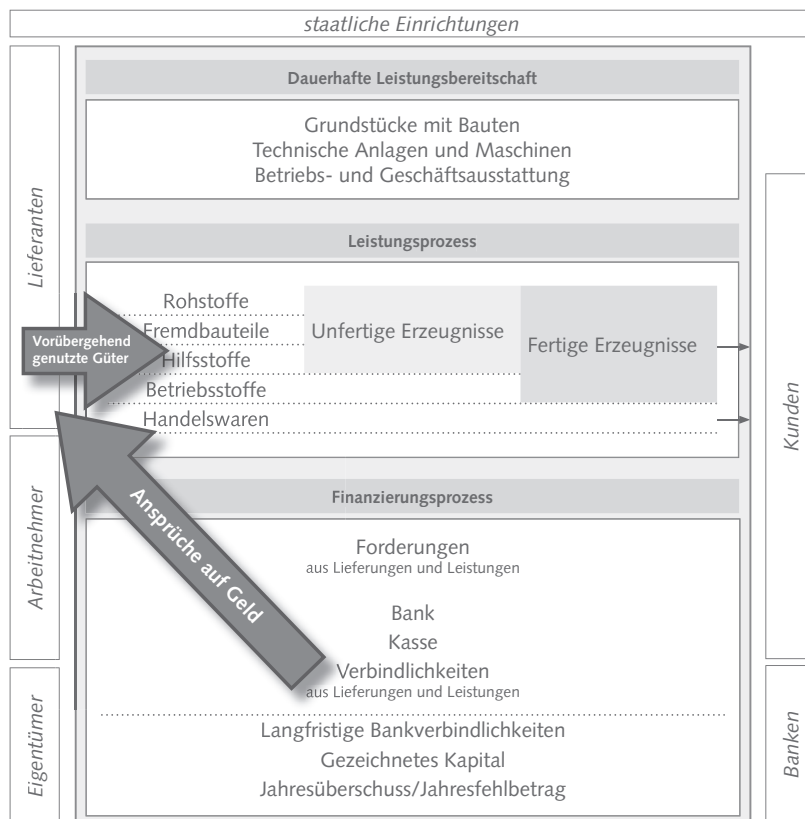 staatliche Einrichtungen
Lieferanten
Dauerhafte Leistungsbereitschaft
Grundstücke mit Bauten
Technische Anlagen und Maschinen
Betriebs- und Geschäftsausstattung
Leistungsprozess
Vorübergehend
genutzte Güter
Rohstoffe
Fremdbauteile
Hilfsstoffe
Betriebsstoffe
Handelswaren
Unfertige Erzeugnisse
Fertige Erzeugnisse
Kunden
Arbeitnehmer
Ansprüche auf Geld
Finanzierungsprozess
Forderungen
aus Lieferungen und Leistungen
Bank
Kasse
Verbindlichkeiten
aus Lieferungen und Leistungen
Eigentümer
Langfristige Bankverbindlichkeiten
Gezeichnetes Kapital
Jahresüberschuss/Jahresfehlbetrag
Banken